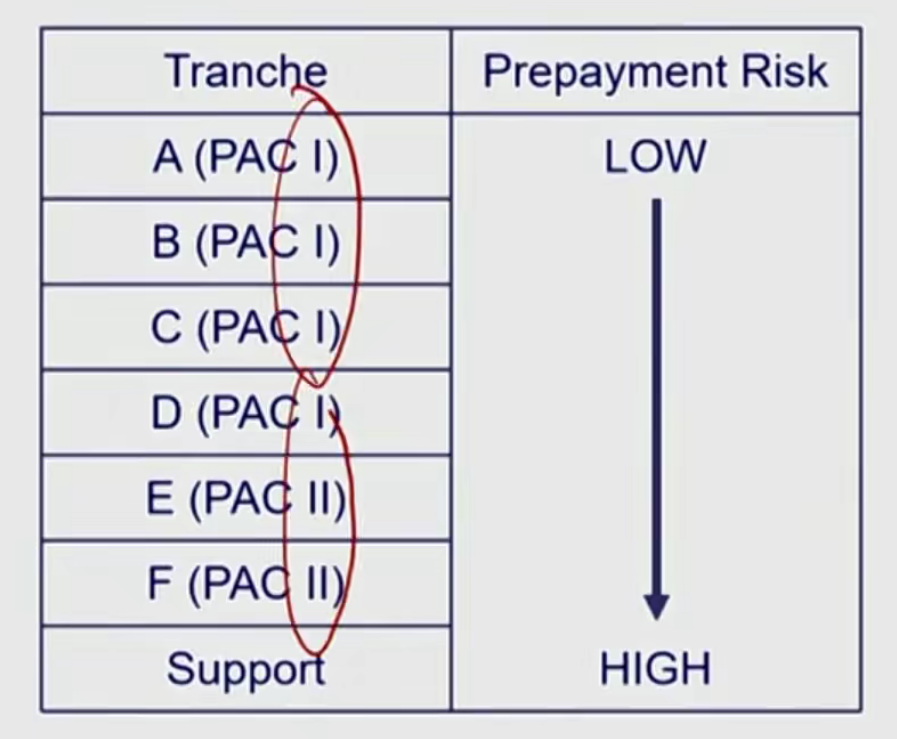 Tranche Prepayment Risk
A (PAC I) LOW
B (PAC I)
C (PAC I)
D (PAC I)
E (PAC II)
F (PAC II)
Support HIGH